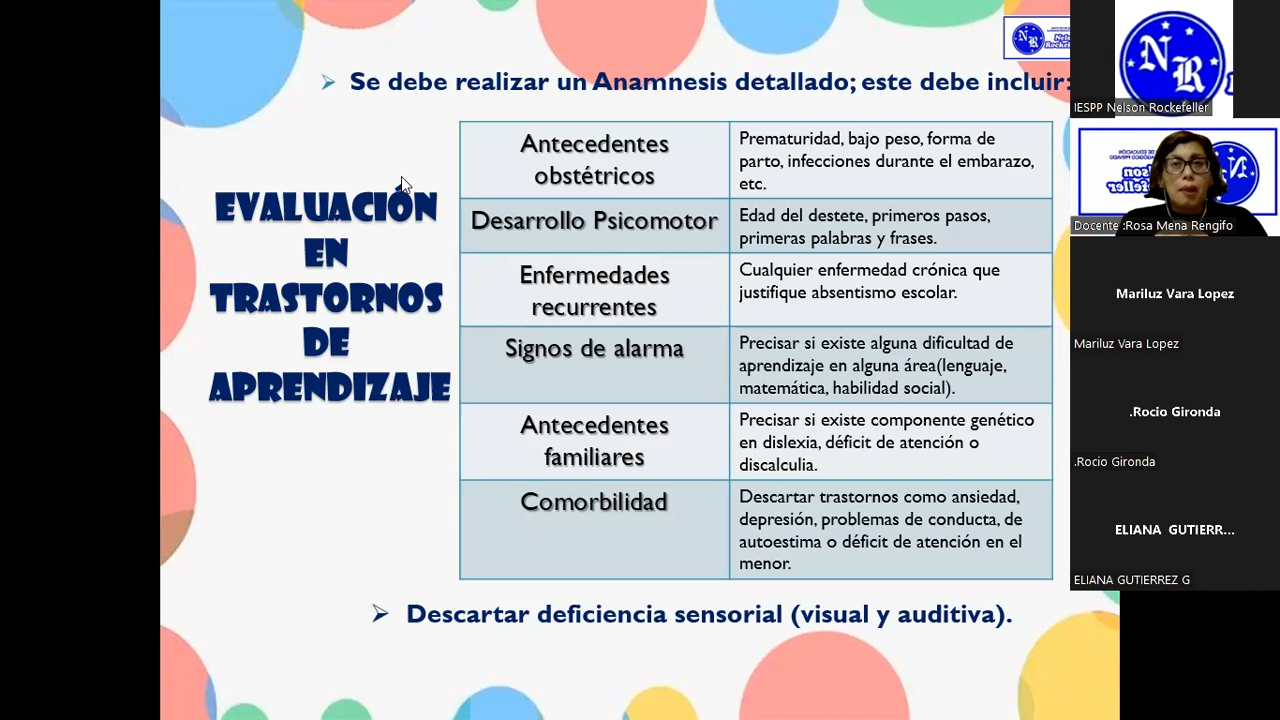 Se debe realizar un Anamnesis detallado; este debe incluir:
EVALUACIÓN
EN
TRASTORNOS
DE
APRENDIZAJE
Antecedentes
obstétricos
Prematuridad, bajo peso, forma de
parto, infecciones durante el embarazo,
etc.
Desarrollo Psicomotor
Edad del destete, primeros pasos,
primeras palabras y frases.
Enfermedades
recurrentes
Cualquier enfermedad crónica que
justifique absentismo escolar.
Signos de alarma
Precisar si existe alguna dificultad de
aprendizaje en alguna área(lenguaje,
matemática, habilidad social).
Antecedentes
familiares
Precisar si existe componente genético
en dislexia, déficit de atención o
discalculia.
Comorbilidad
Descartar trastornos como ansiedad,
depresión, problemas de conducta, de
autoestima o déficit de atención en el
menor.
Descartar deficiencia sensorial (visual y auditiva).
NR
IESPP Nelson Rockefeller
Docente :Rosa Mena Rengifo
Mariluz Vara Lopez
Mariluz Vara Lopez
.Rocio Gironda
.Rocio Gironda
ELIANA GUTIERR...
ELIANA GUTIERREZ G